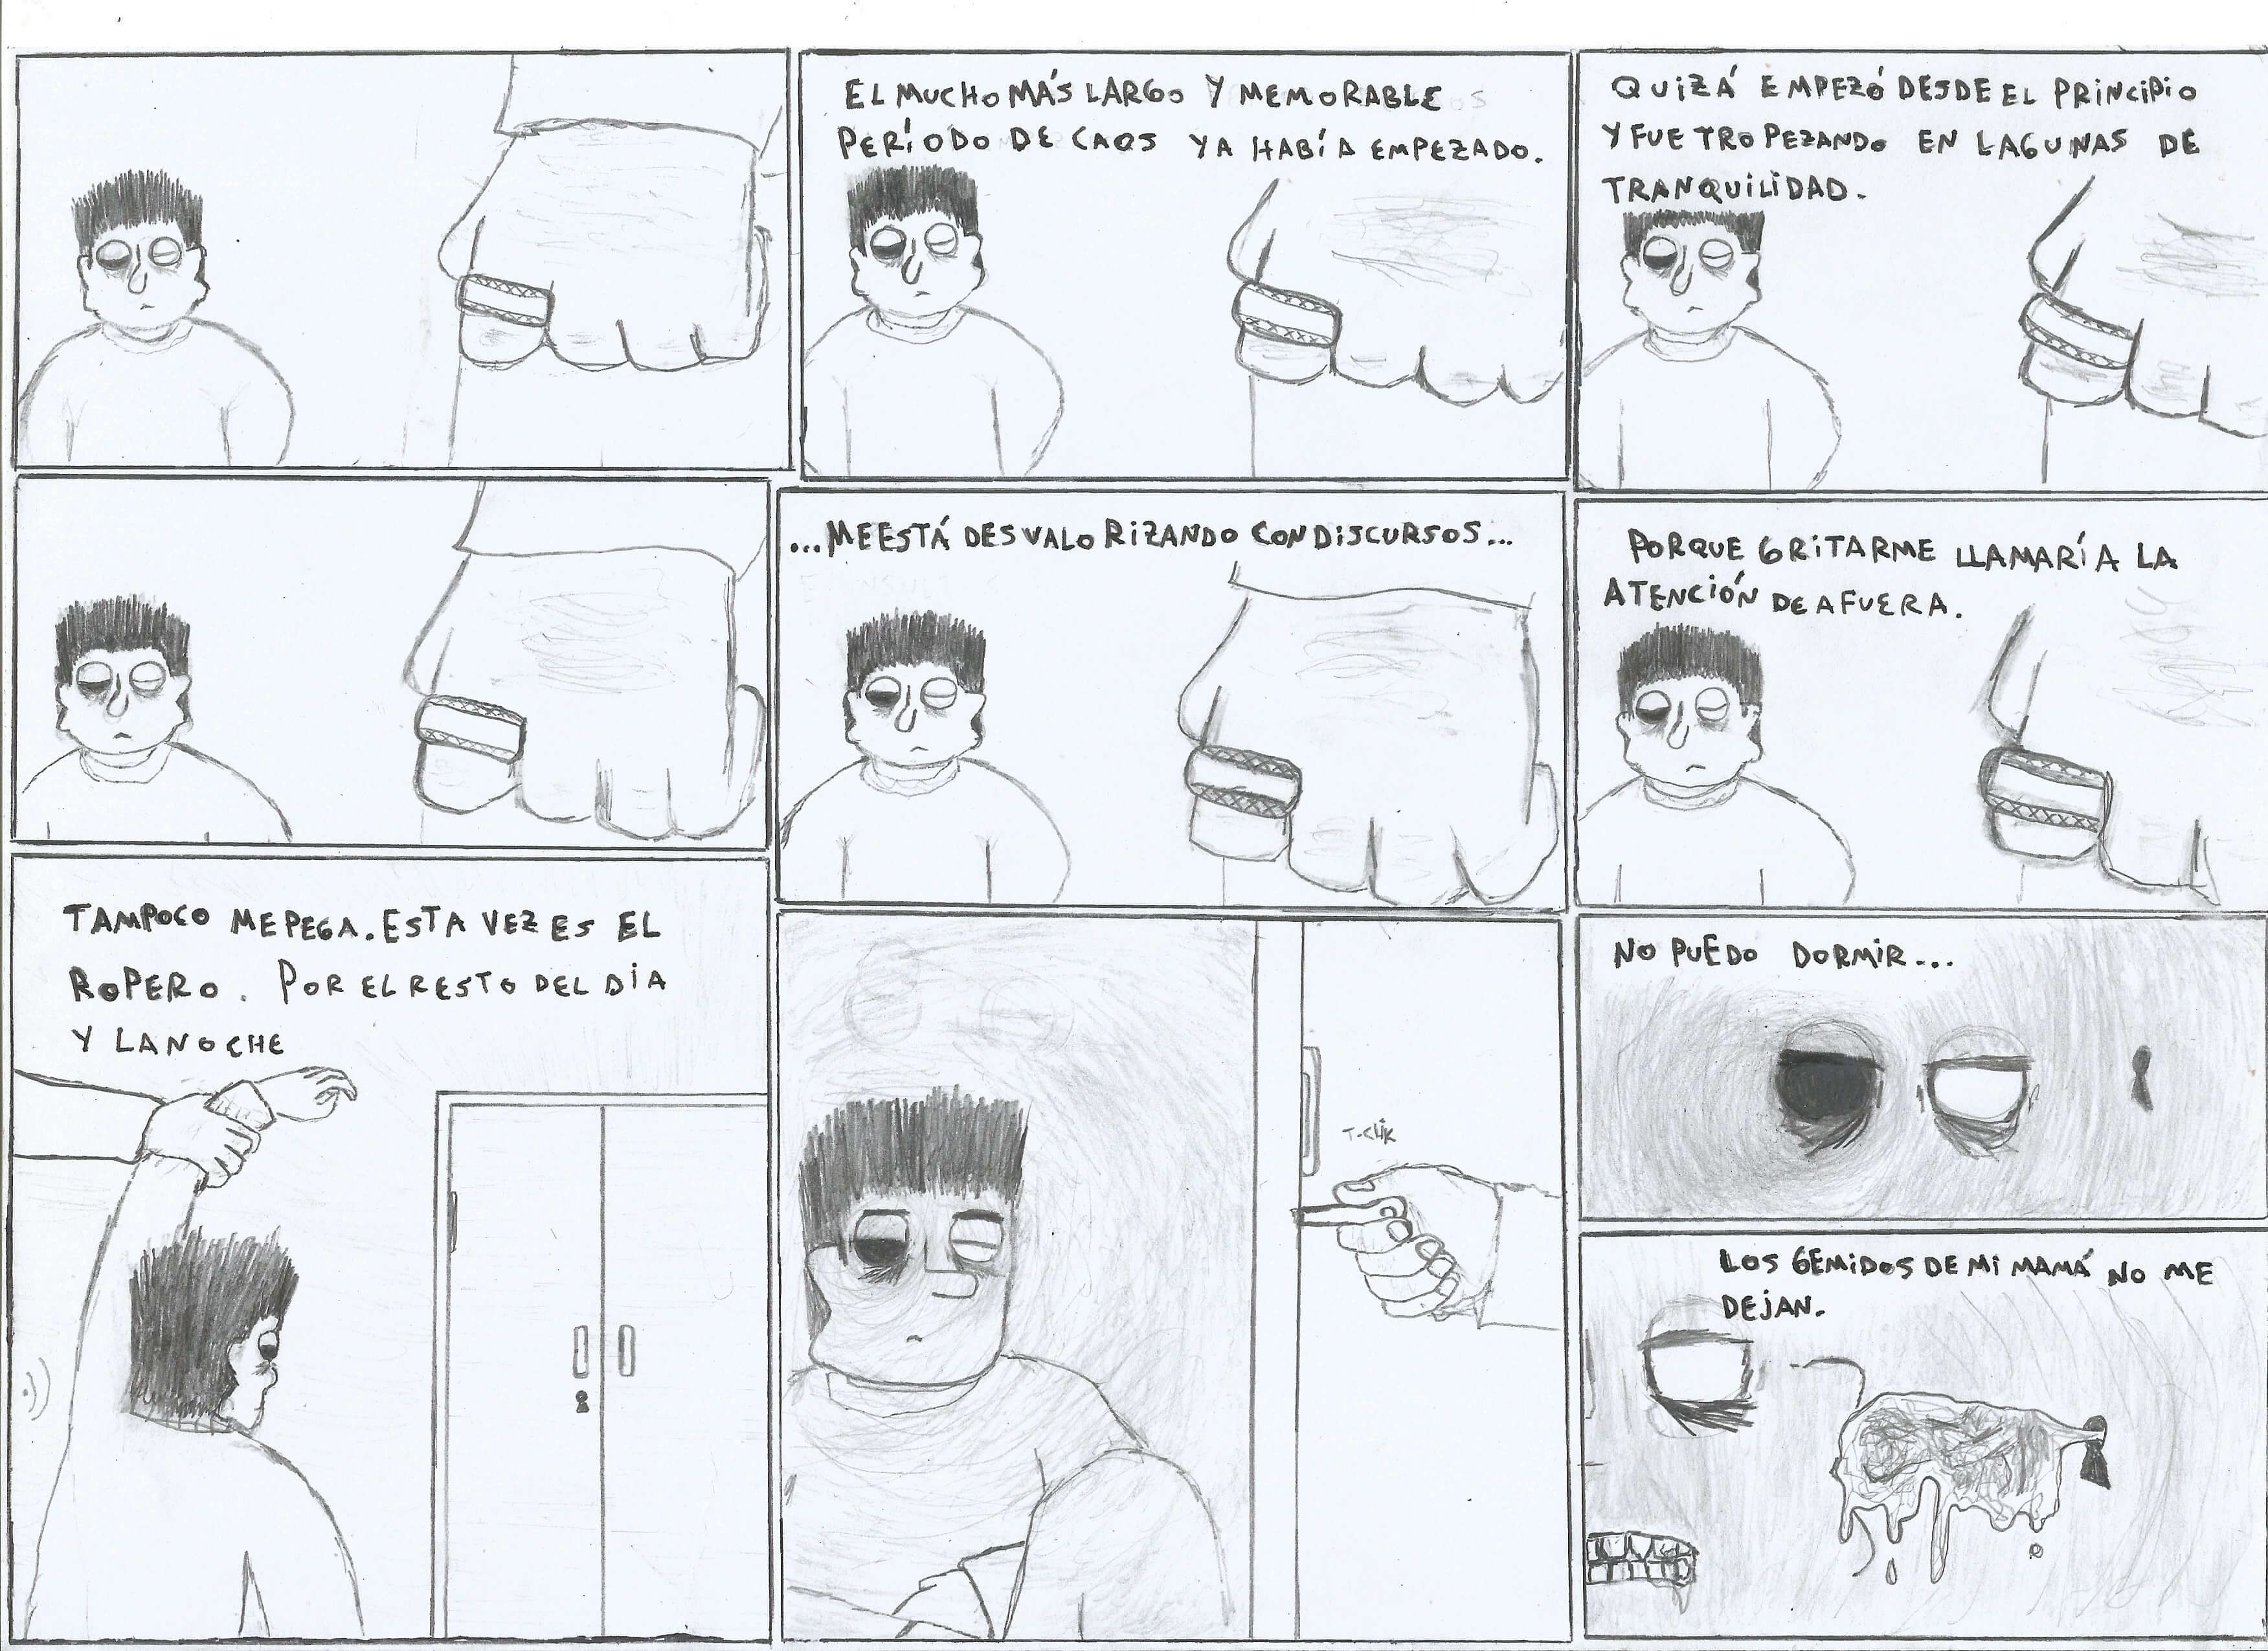 EL MUCHO MÁS LARGO Y MEMORABLE
PERÍODO DE CAOS YA HABÍA EMPEZADO.
QUIZÁ EMPEZÓ DESDE EL PRINCIPIO
Y FUE TROPEZANDO EN LAGUNAS DE
TRANQUILIDAD.
...ME ESTÁ DESVALORIZANDO CON DISCURSOS...
PORQUE GRITARME LLAMARÍA LA
ATENCIÓN DE AFUERA.
TAMPOCO ME PEGA. ESTA VEZ ES EL
ROPERO. POR EL RESTO DEL DIA
Y LA NOCHE
T-CLIK
NO PUEDO DORMIR...
LOS GEMIDOS DE MI MAMÁ NO ME
DEJAN.